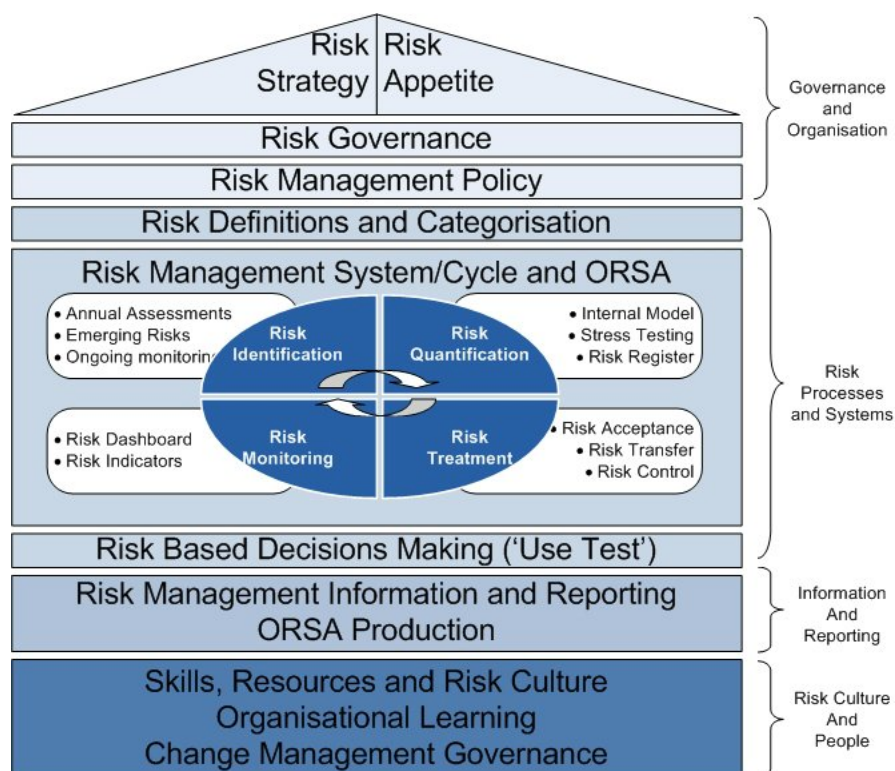 Risk Strategy
Risk Appetite
Governance
and
Organisation
Risk Governance
Risk Management Policy
Risk Definitions and Categorisation
Risk Management System/Cycle and ORSA
• Annual Assessments
• Emerging Risks
• Ongoing monitoring
Risk
Identification
Risk
Quantification
• Internal Model
• Stress Testing
• Risk Register
• Risk Dashboard
• Risk Indicators
Risk
Monitoring
Risk
Treatment
• Risk Acceptance
• Risk Transfer
• Risk Control
Risk
Processes
and Systems
Risk Based Decisions Making (‘Use Test’)
Risk Management Information and Reporting
ORSA Production
Information
And
Reporting
Skills, Resources and Risk Culture
Organisational Learning
Change Management Governance
Risk Culture
And
People